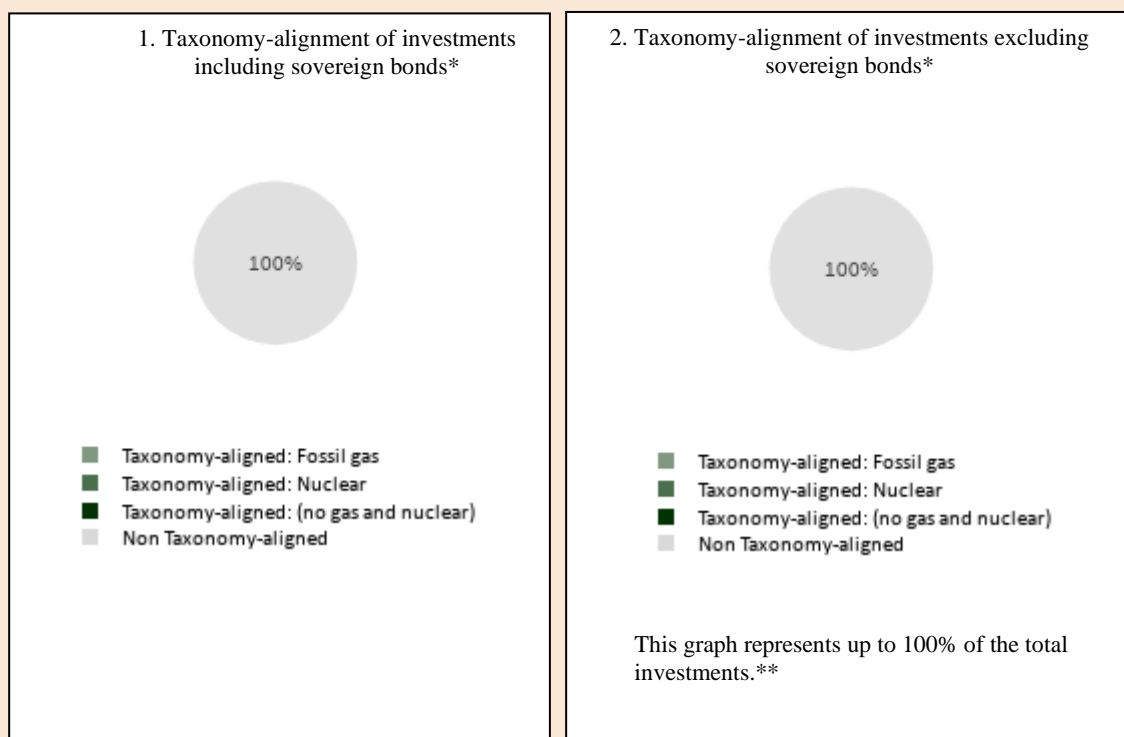 1. Taxonomy-alignment of investments
including sovereign bonds*
100%
Taxonomy-aligned: Fossil gas
Taxonomy-aligned: Nuclear
Taxonomy-aligned: (no gas and nuclear)
Non Taxonomy-aligned
2. Taxonomy-alignment of investments excluding
sovereign bonds*
100%
Taxonomy-aligned: Fossil gas
Taxonomy-aligned: Nuclear
Taxonomy-aligned: (no gas and nuclear)
Non Taxonomy-aligned
This graph represents up to 100% of the total
investments.**